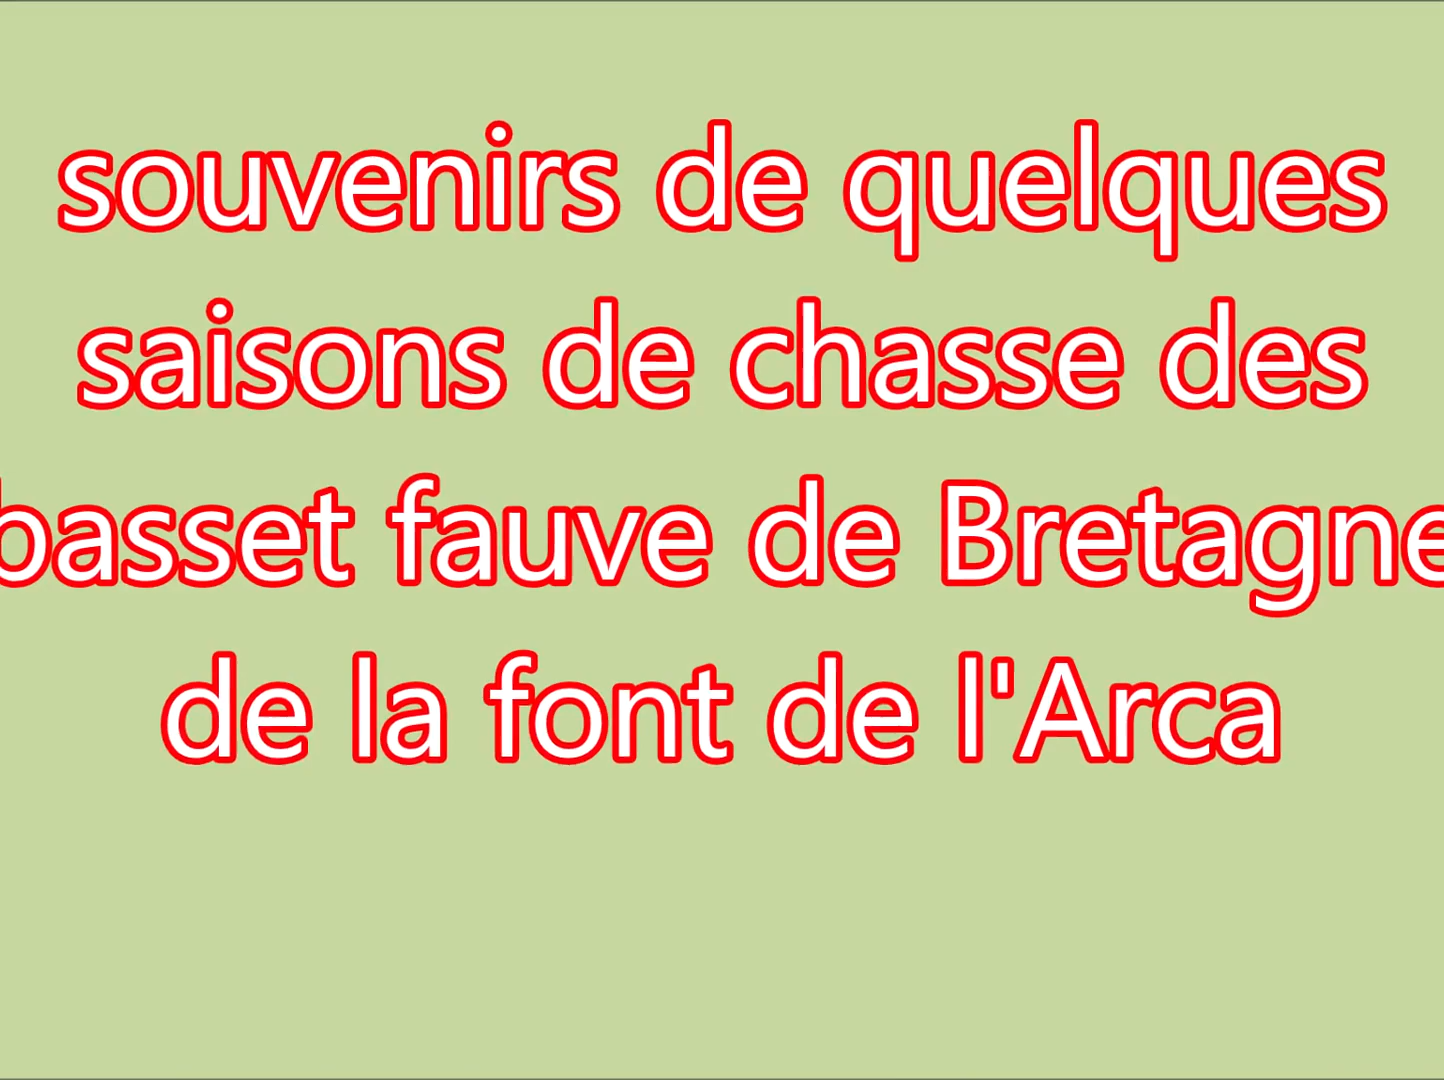 souvenirs de quelques
saisons de chasse des
basset fauve de Bretagne
de la font de l'Arca